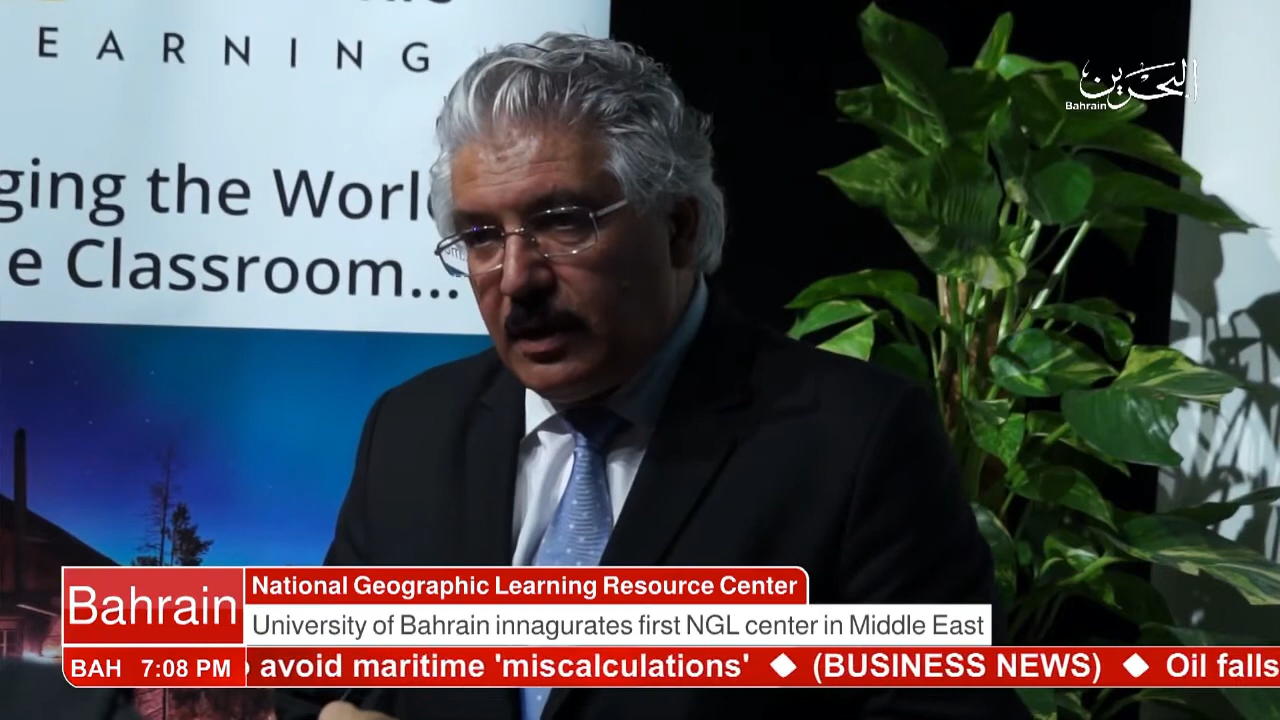 EARNING
ging the Worl
e Classroom...
البحرين
Bahrain
Bahrain
National Geographic Learning Resource Center
University of Bahrain innagurates first NGL center in Middle East
BAH 7:08 PM
avoid maritime 'miscalculations' ◆ (BUSINESS NEWS) ◆ Oil falls